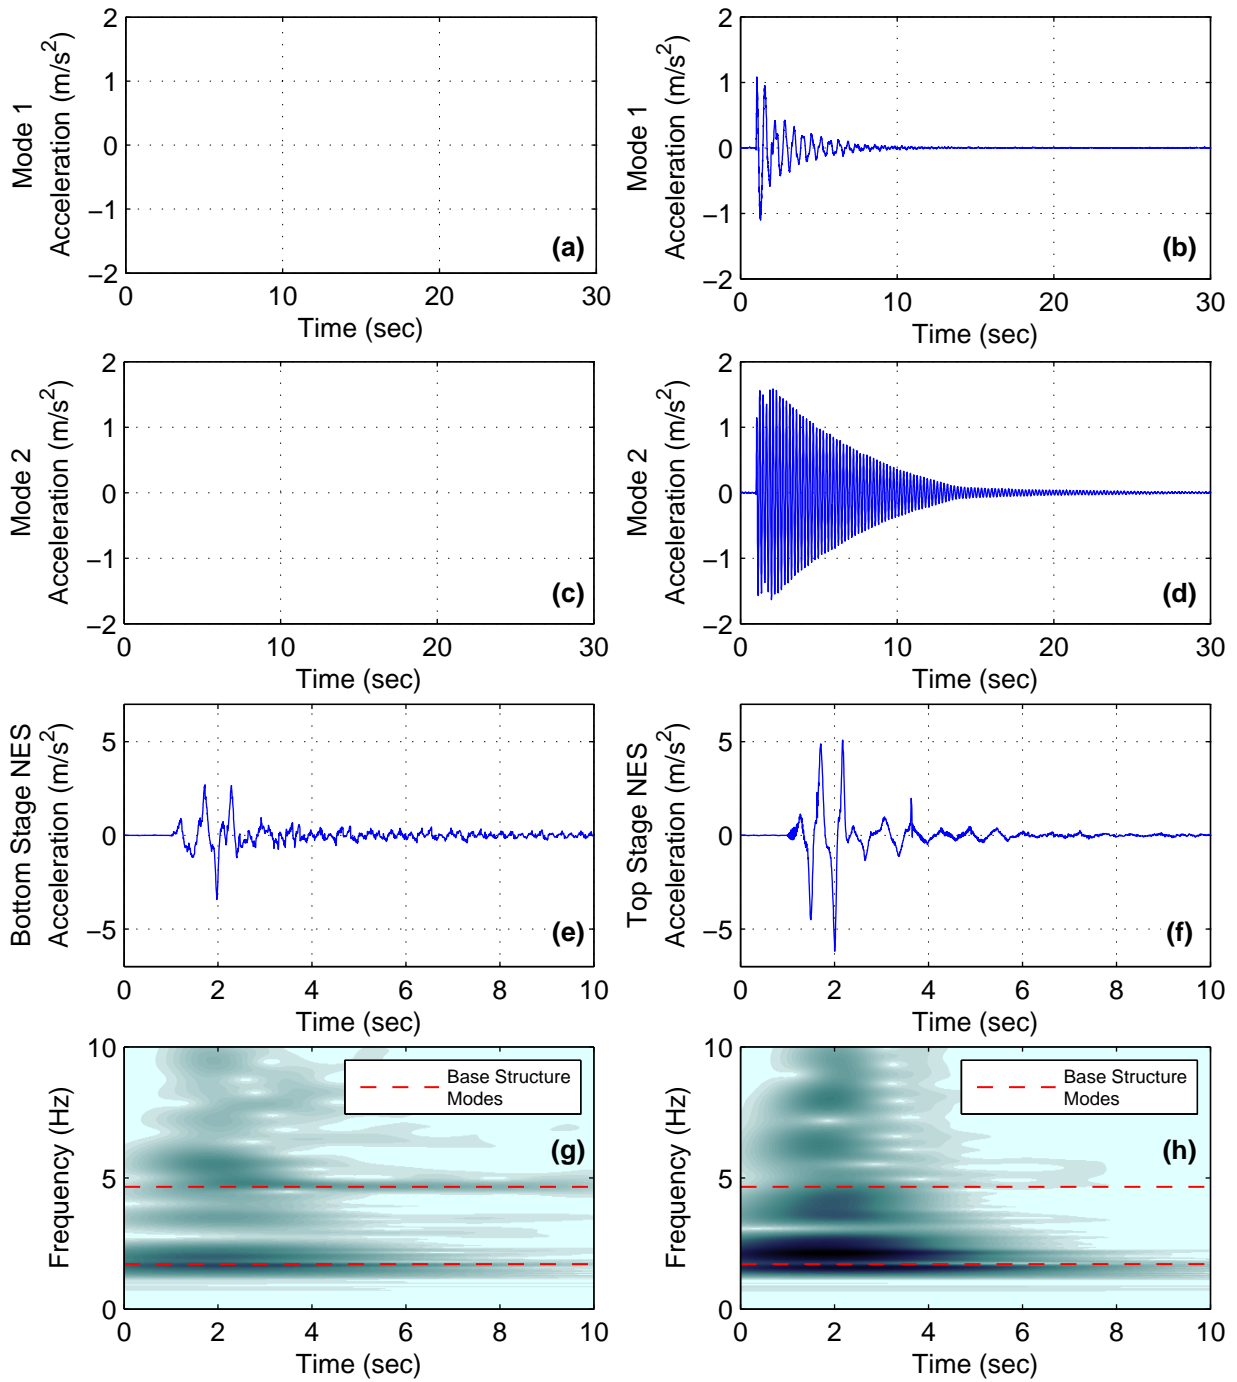 2
1
0
−1
−2
0
10
20
30
Mode 1
Acceleration (m/s2)
Time (sec)
(a)
2
1
0
−1
−2
0
10
20
30
Mode 1
Acceleration (m/s2)
Time (sec)
(b)
2
1
0
−1
−2
0
10
20
30
Mode 2
Acceleration (m/s2)
Time (sec)
(c)
2
1
0
−1
−2
0
10
20
30
Mode 2
Acceleration (m/s2)
Time (sec)
(d)
5
0
−5
0
2
4
6
8
10
Bottom Stage NES
Acceleration (m/s2)
Time (sec)
(e)
5
0
−5
0
2
4
6
8
10
Top Stage NES
Acceleration (m/s2)
Time (sec)
(f)
10
5
0
0
2
4
6
8
10
Frequency (Hz)
Time (sec)
Base Structure
Modes
(g)
10
5
0
0
2
4
6
8
10
Frequency (Hz)
Time (sec)
Base Structure
Modes
(h)